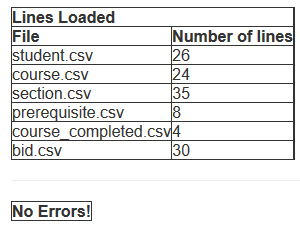 Lines Loaded
File Number of lines
student.csv 26
course.csv 24
section.csv 35
prerequisite.csv 8
course_completed.csv 4
bid.csv 30
No Errors!